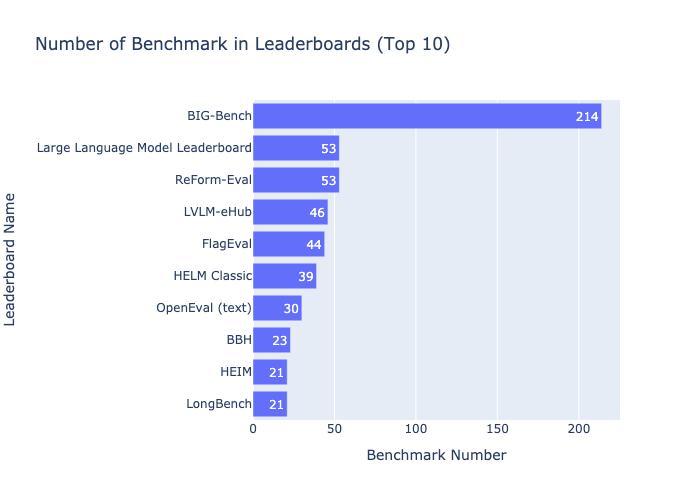 Number of Benchmark in Leaderboards (Top 10)
Leaderboard Name
BIG-Bench 214
Large Language Model Leaderboard 53
ReForm-Eval 53
LVLM-eHub 46
FlagEval 44
HELM Classic 39
OpenEval (text) 30
BBH 23
HEIM 21
LongBench 21
0 50 100 150 200
Benchmark Number